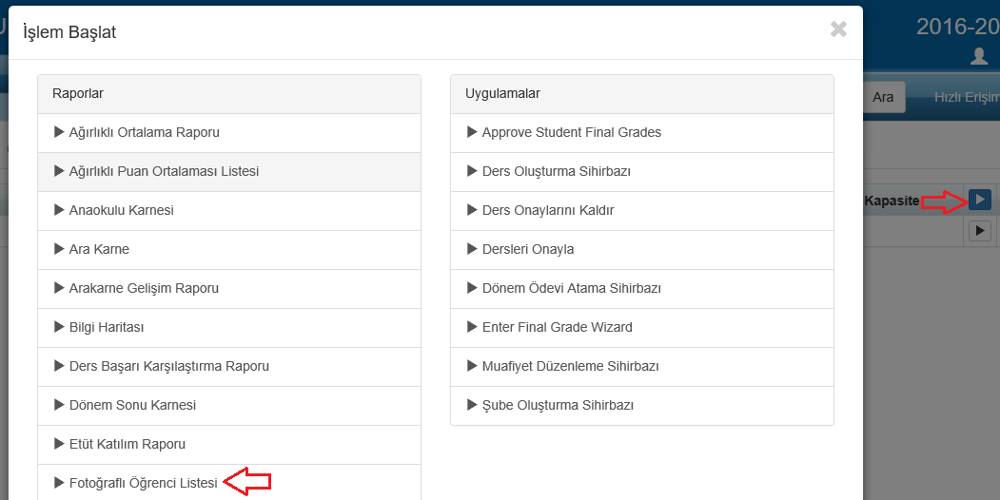 İşlem Başlat
2016-20
Ara
Hızlı Erişim
Kapasite
Raporlar
Ağırlıklı Ortalama Raporu
Ağırlıklı Puan Ortalaması Listesi
Anaokulu Karnesi
Ara Karne
Arakarne Gelişim Raporu
Bilgi Haritası
Ders Başarı Karşılaştırma Raporu
Dönem Sonu Karnesi
Etüt Katılım Raporu
Fotoğraflı Öğrenci Listesi
Uygulamalar
Approve Student Final Grades
Ders Oluşturma Sihirbazı
Ders Onaylarını Kaldır
Dersleri Onayla
Dönem Ödevi Atama Sihirbazı
Enter Final Grade Wizard
Muafiyet Düzenleme Sihirbazı
Şube Oluşturma Sihirbazı